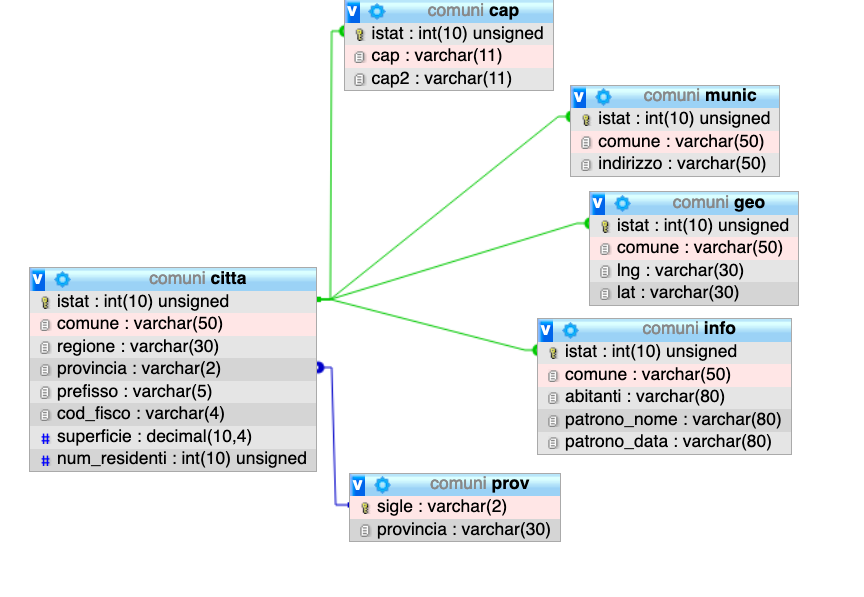 comuni cap
istat : int(10) unsigned
cap : varchar(11)
cap2 : varchar(11)
comuni munic
istat : int(10) unsigned
comune : varchar(50)
indirizzo : varchar(50)
comuni geo
istat : int(10) unsigned
comune : varchar(50)
lng : varchar(30)
lat : varchar(30)
comuni citta
istat : int(10) unsigned
comune : varchar(50)
regione : varchar(30)
provincia : varchar(2)
prefisso : varchar(5)
cod_fisco : varchar(4)
# superficie : decimal(10,4)
# num_residenti : int(10) unsigned
comuni info
istat : int(10) unsigned
comune : varchar(50)
abitanti : varchar(80)
patrono_nome : varchar(80)
patrono_data : varchar(80)
comuni prov
sigle : varchar(2)
provincia : varchar(30)